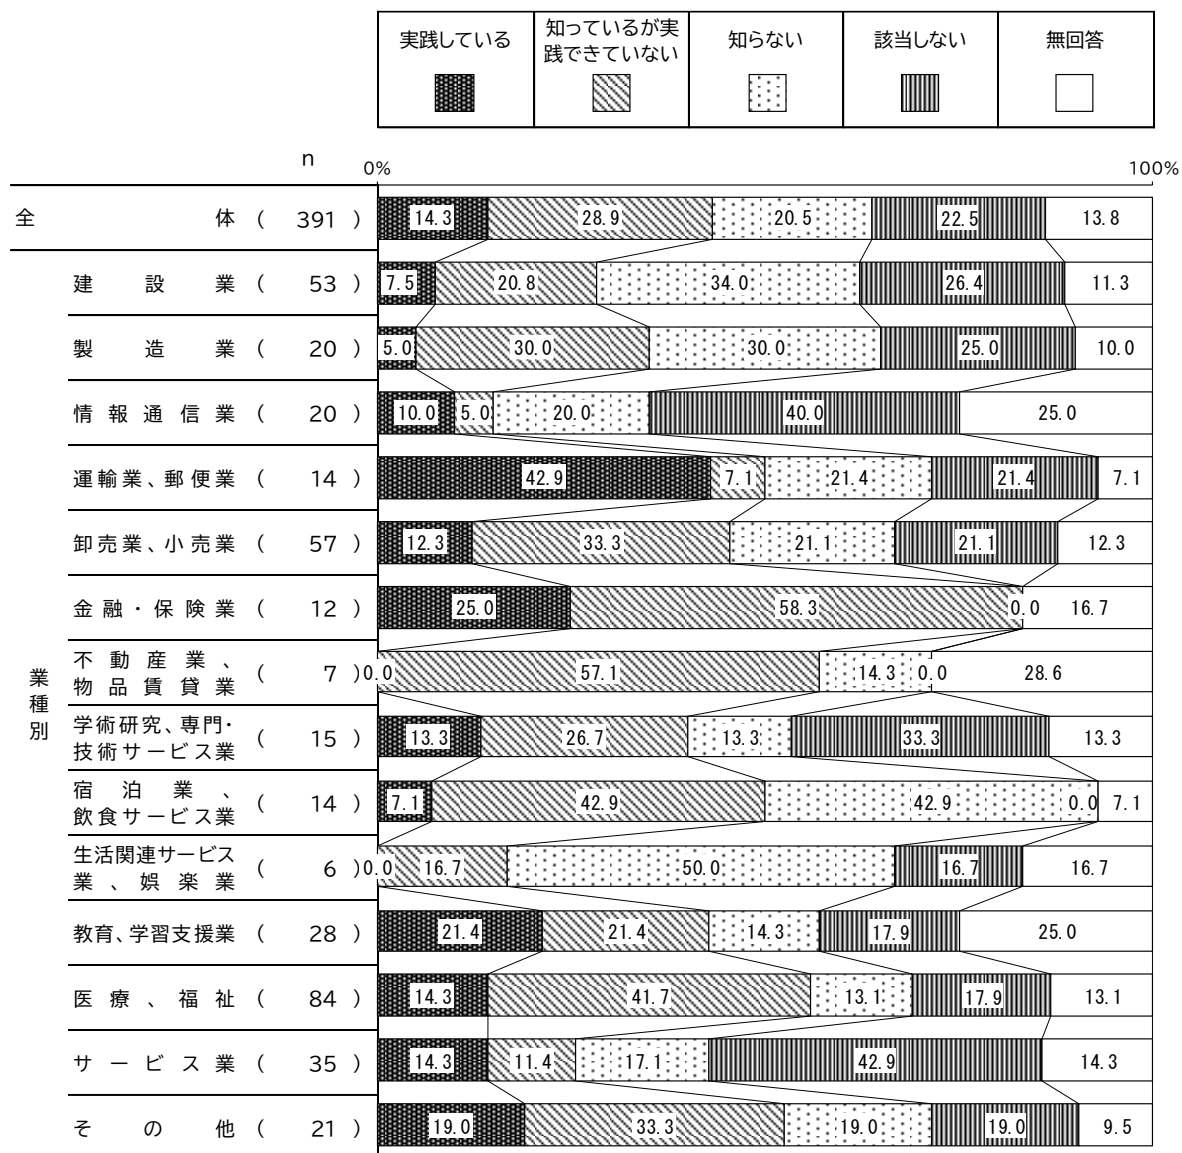 実践している
知っているが実
践できていない
知らない
該当しない
無回答
n
0%
100%
全体 ( 391 ) 14.3 28.9 20.5 22.5 13.8
業種別
建設業 ( 53 ) 7.5 20.8 34.0 26.4 11.3
製造業 ( 20 ) 5.0 30.0 30.0 25.0 10.0
情報通信業 ( 20 ) 10.0 5.0 20.0 40.0 25.0
運輸業、郵便業 ( 14 ) 42.9 7.1 21.4 21.4 7.1
卸売業、小売業 ( 57 ) 12.3 33.3 21.1 21.1 12.3
金融・保険業 ( 12 ) 25.0 58.3 0.0 16.7
不動産業、
物品賃貸業 ( 7 ) 0.0 57.1 14.3 0.0 28.6
学術研究、専門・
技術サービス業 ( 15 ) 13.3 26.7 13.3 33.3 13.3
宿泊業、
飲食サービス業 ( 14 ) 7.1 42.9 42.9 0.0 7.1
生活関連サービス
業、娯楽業 ( 6 ) 0.0 16.7 50.0 16.7 16.7
教育、学習支援業 ( 28 ) 21.4 21.4 14.3 17.9 25.0
医療、福祉 ( 84 ) 14.3 41.7 13.1 17.9 13.1
サービス業 ( 35 ) 14.3 11.4 17.1 42.9 14.3
その他 ( 21 ) 19.0 33.3 19.0 19.0 9.5